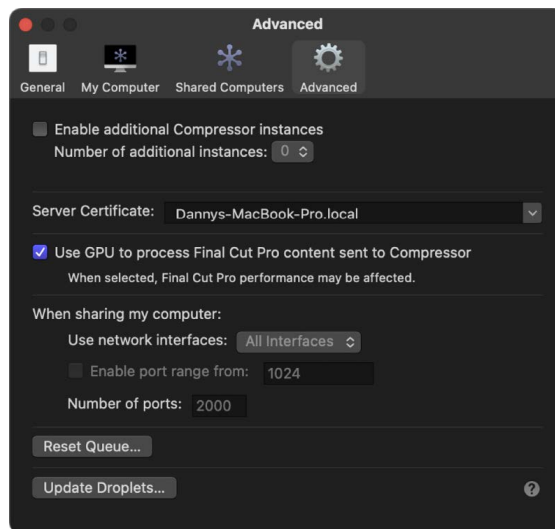 Advanced
General My Computer Shared Computers Advanced
Enable additional Compressor instances
Number of additional instances: 0
Server Certificate: Dannys-MacBook-Pro.local
Use GPU to process Final Cut Pro content sent to Compressor
When selected, Final Cut Pro performance may be affected.
When sharing my computer:
Use network interfaces: All Interfaces
Enable port range from: 1024
Number of ports: 2000
Reset Queue...
Update Droplets... ?